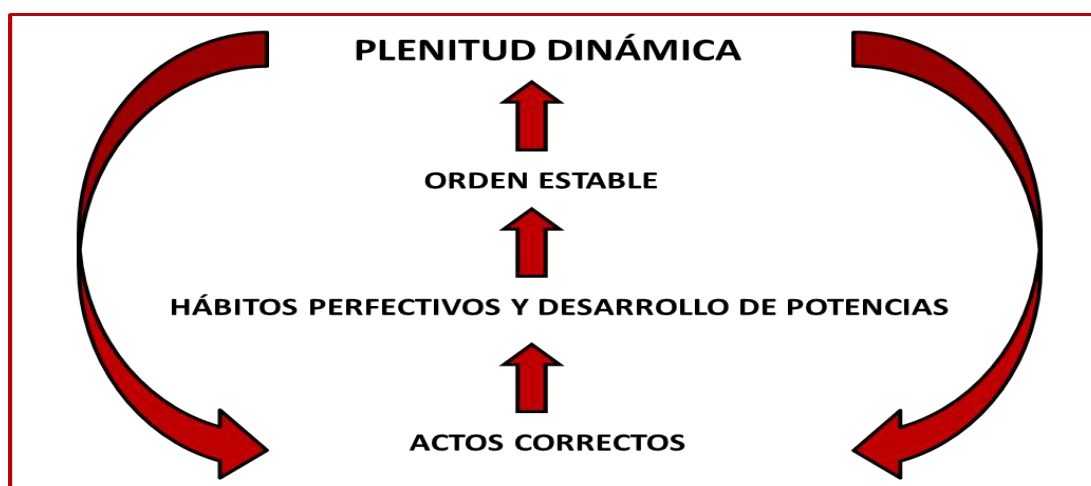 PLENITUD DINÁMICA
ORDEN ESTABLE
HÁBITOS PERFECTIVOS Y DESARROLLO DE POTENCIAS
ACTOS CORRECTOS